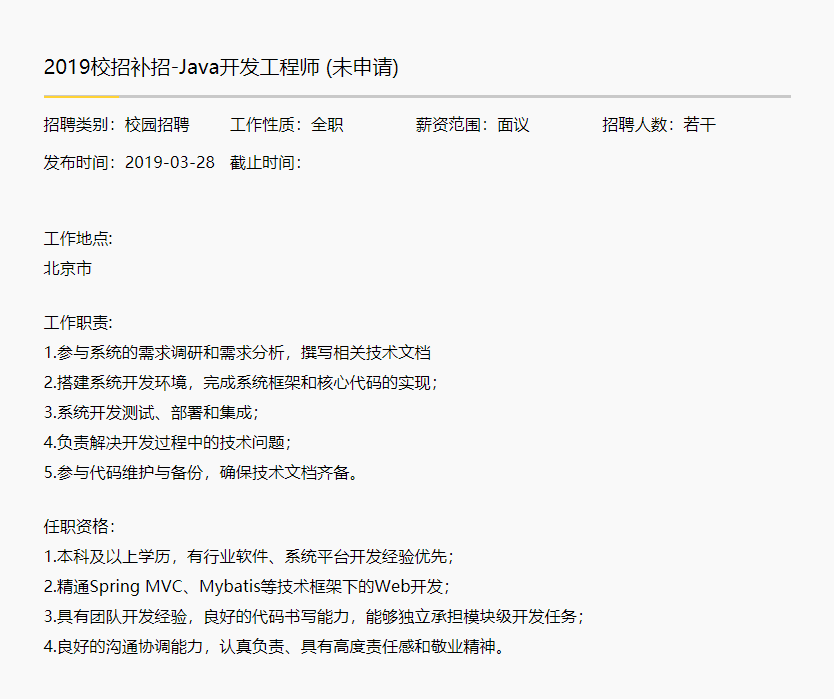 2019校招补招-Java开发工程师 (未申请)
招聘类别：校园招聘 工作性质：全职 薪资范围：面议 招聘人数：若干
发布时间：2019-03-28 截止时间：
工作地点:
北京市
工作职责:
1.参与系统的需求调研和需求分析，撰写相关技术文档
2.搭建系统开发环境，完成系统框架和核心代码的实现；
3.系统开发测试、部署和集成；
4.负责解决开发过程中的技术问题；
5.参与代码维护与备份，确保技术文档齐备。
任职资格：
1.本科及以上学历，有行业软件、系统平台开发经验优先；
2.精通Spring MVC、Mybatis等技术框架下的Web开发；
3.具有团队开发经验，良好的代码书写能力，能够独立承担模块级开发任务；
4.良好的沟通协调能力，认真负责、具有高度责任感和敬业精神。